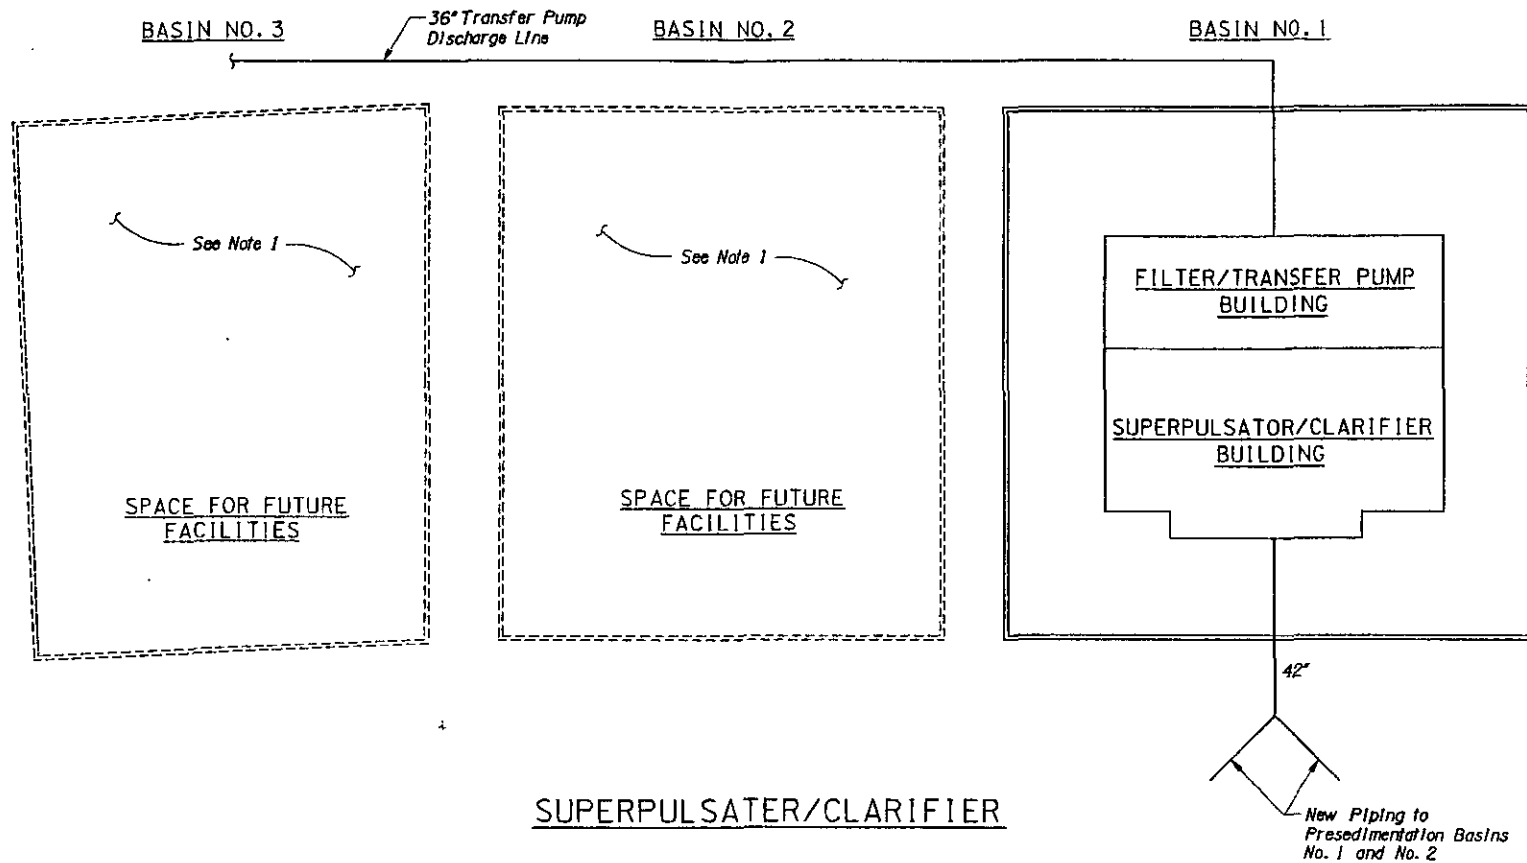 BASIN NO. 3
36" Transfer Pump
Discharge Line
BASIN NO. 2
BASIN NO. 1
See Note 1
See Note 1
FILTER/TRANSFER PUMP
BUILDING
SUPERPULSATOR/CLARIFIER
BUILDING
SPACE FOR FUTURE
FACILITIES
SPACE FOR FUTURE
FACILITIES
42"
SUPERPULSATER/CLARIFIER
New Piping to
Presedimentation Basins
No. 1 and No. 2